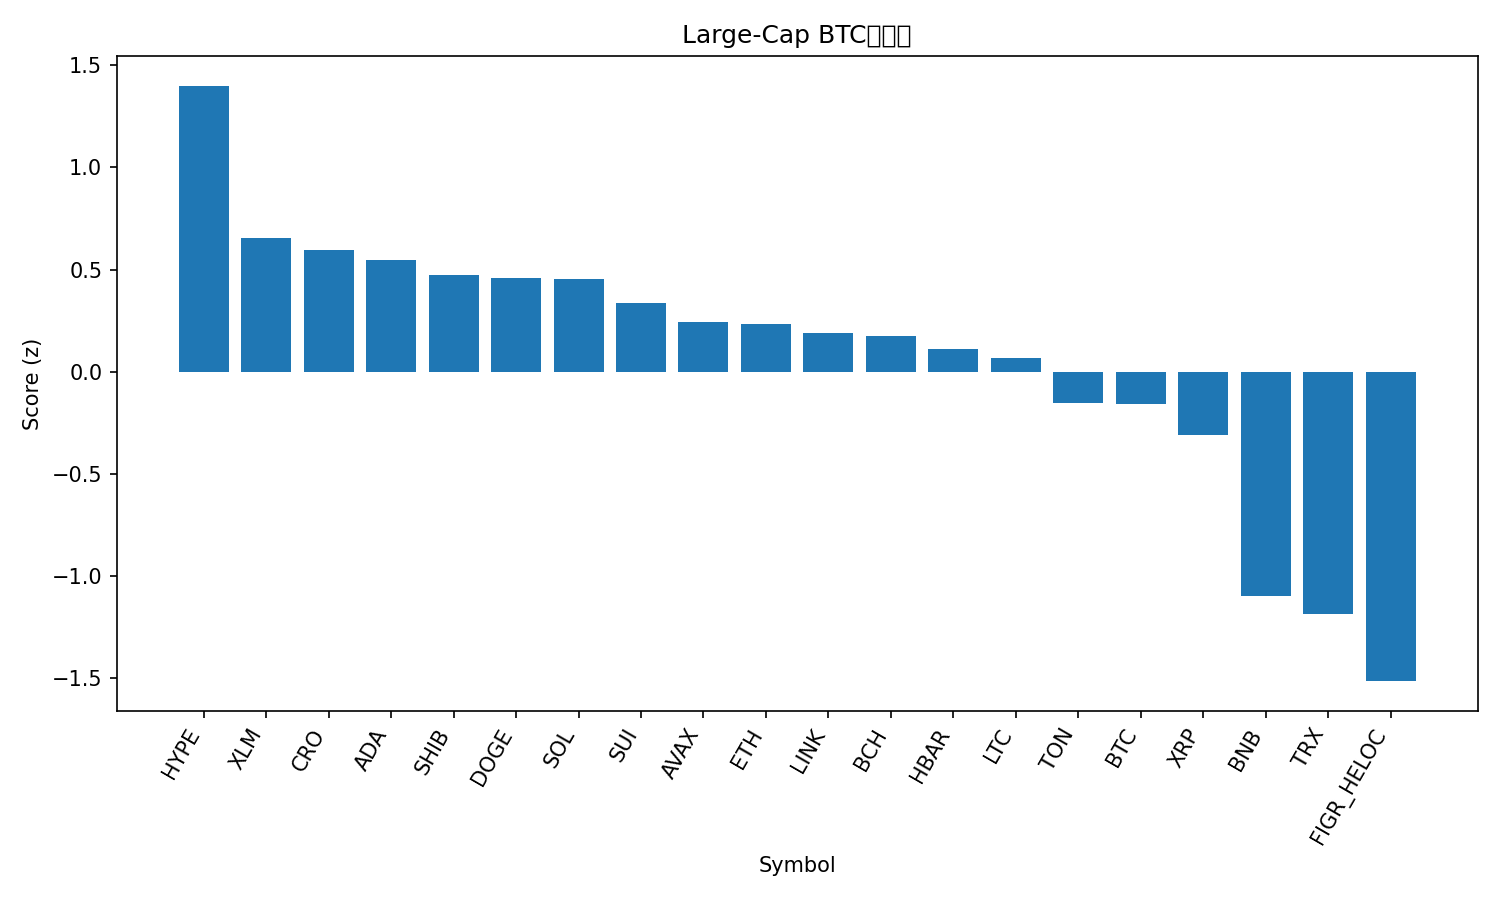 Large-Cap BTC
1.5
1.0
0.5
0.0
−0.5
−1.0
−1.5
Score (z)
HYPE
XLM
CRO
ADA
SHIB
DOGE
SOL
SUI
AVAX
ETH
LINK
BCH
HBAR
LTC
TON
BTC
XRP
BNB
TRX
FIGR_HELOC
Symbol